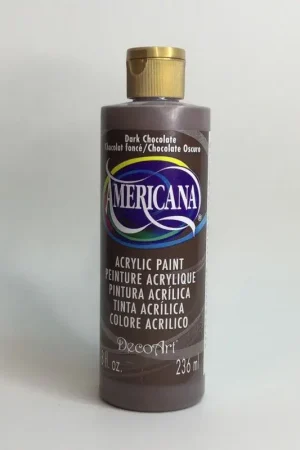 Dark Chocolate
Chocolat foncé/Chocolate Oscuro
AMERICANA®
ACRYLIC PAINT
PEINTURE ACRYLIQUE
PINTURA ACRÍLICA
TINTA ACRÍLICA
COLORE ACRILICO
DecoArt
8 fl. oz. 236 ml